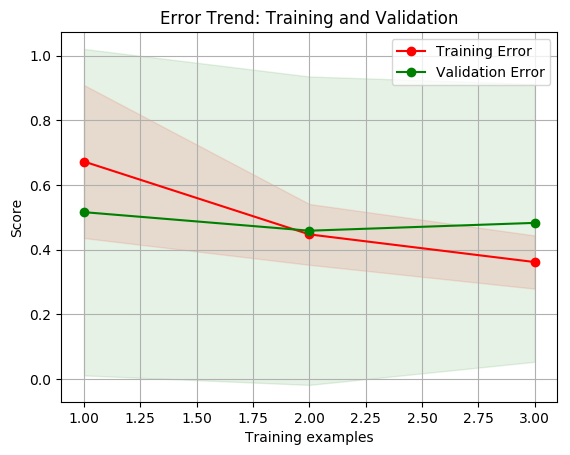 Error Trend: Training and Validation
Training Error
Validation Error
Score
1.0
0.8
0.6
0.4
0.2
0.0
1.00 1.25 1.50 1.75 2.00 2.25 2.50 2.75 3.00
Training examples